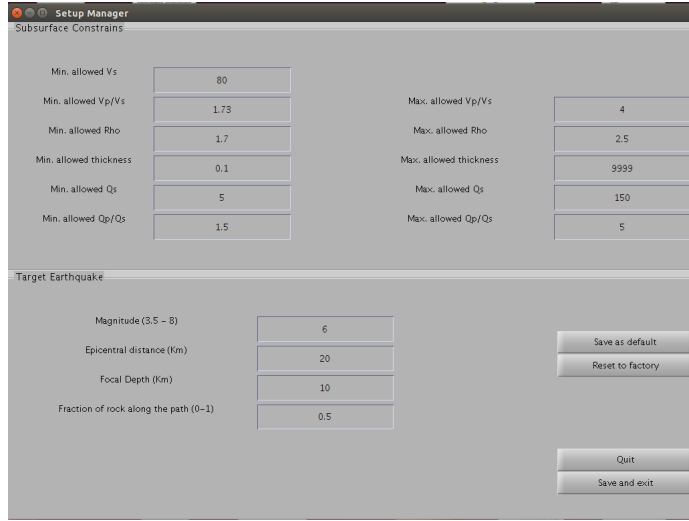 Setup Manager
Subsurface Constrains
Min. allowed Vs 80
Min. allowed Vp/Vs 1.73 Max. allowed Vp/Vs 4
Min. allowed Rho 1.7 Max. allowed Rho 2.5
Min. allowed thickness 0.1 Max. allowed thickness 9999
Min. allowed Qs 5 Max. allowed Qs 150
Min. allowed Qp/Qs 1.5 Max. allowed Qp/Qs 5
Target Earthquake
Magnitude (3.5 – 8) 6
Epicentral distance (Km) 20
Focal Depth (Km) 10
Fraction of rock along the path (0–1) 0.5
Save as default
Reset to factory
Quit
Save and exit